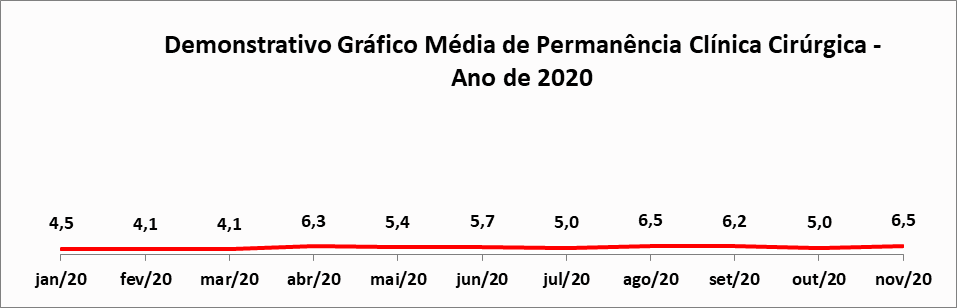 Demonstrativo Gráfico Média de Permanência Clínica Cirúrgica -
Ano de 2020
4,5 4,1 4,1 6,3 5,4 5,7 5,0 6,5 6,2 5,0 6,5
jan/20 fev/20 mar/20 abr/20 mai/20 jun/20 jul/20 ago/20 set/20 out/20 nov/20